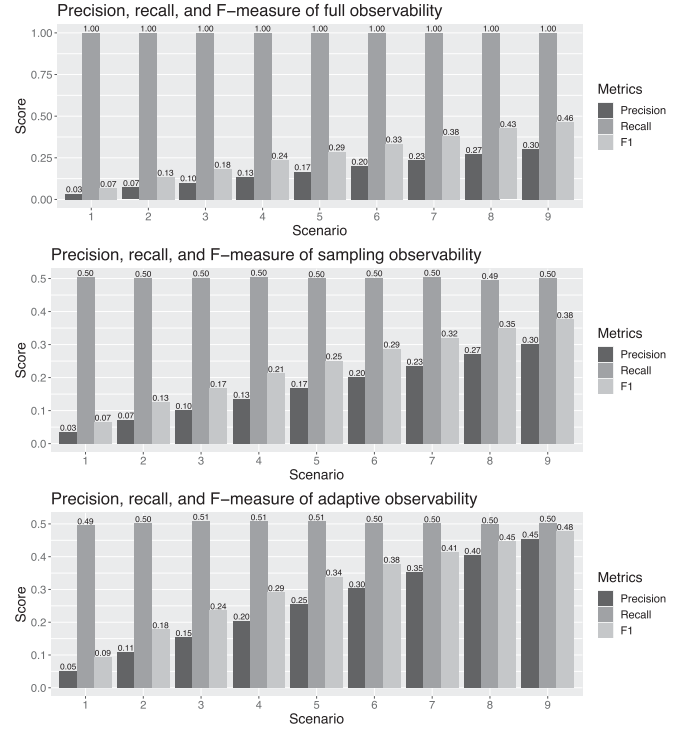 Precision, recall, and F−measure of full observability
1.00 1.00 1.00 1.00 1.00 1.00 1.00 1.00 1.00
1.00
0.75
0.50
0.25
0.00
Score
0.03 0.07 0.07 0.13 0.10 0.18 0.13 0.24 0.17 0.29 0.20 0.33 0.23 0.38 0.27 0.43 0.30 0.46
1 2 3 4 5 6 7 8 9
Scenario
Metrics
Precision
Recall
F1
Precision, recall, and F−measure of sampling observability
0.50 0.50 0.50 0.50 0.50 0.50 0.50 0.49 0.50
0.5
0.4
0.3
0.2
0.1
0.0
Score
0.03 0.07 0.07 0.13 0.10 0.17 0.13 0.21 0.17 0.25 0.20 0.29 0.23 0.32 0.27 0.35 0.30 0.38
1 2 3 4 5 6 7 8 9
Scenario
Metrics
Precision
Recall
F1
Precision, recall, and F−measure of adaptive observability
0.49 0.50 0.51 0.51 0.51 0.50 0.50 0.50 0.50
0.5
0.4
0.3
0.2
0.1
0.0
Score
0.05 0.09 0.11 0.18 0.15 0.24 0.20 0.29 0.25 0.34 0.30 0.38 0.35 0.41 0.40 0.45 0.45 0.48
1 2 3 4 5 6 7 8 9
Scenario
Metrics
Precision
Recall
F1